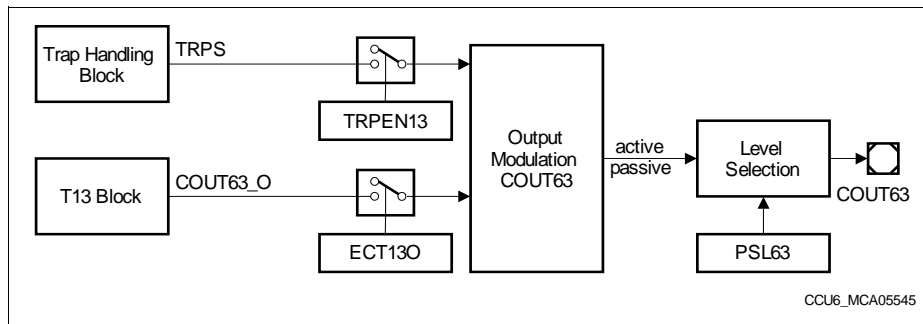 Trap Handling
Block
TRPS
TRPEN13
T13 Block
COUT63_O
ECT13O
Output
Modulation
COUT63
active
passive
Level
Selection
PSL63
COUT63
CCU6_MCA05545